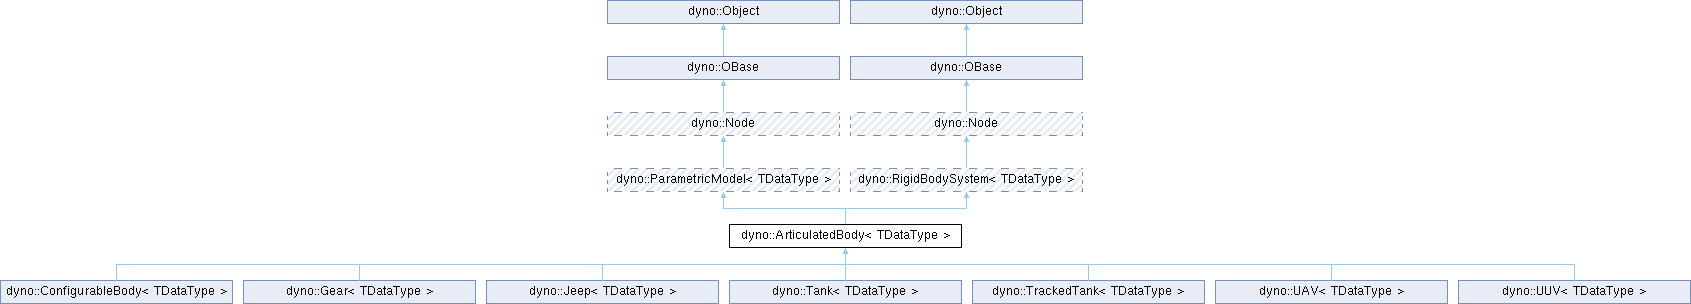 dyno::Object
dyno::Object
dyno::OBase
dyno::OBase
dyno::Node
dyno::Node
dyno::ParametricModel< TDataType >
dyno::RigidBodySystem< TDataType >
dyno::ArticulatedBody< TDataType >
dyno::ConfigurableBody< TDataType >
dyno::Gear< TDataType >
dyno::Jeep< TDataType >
dyno::Tank< TDataType >
dyno::TrackedTank< TDataType >
dyno::UAV< TDataType >
dyno::UUV< TDataType >